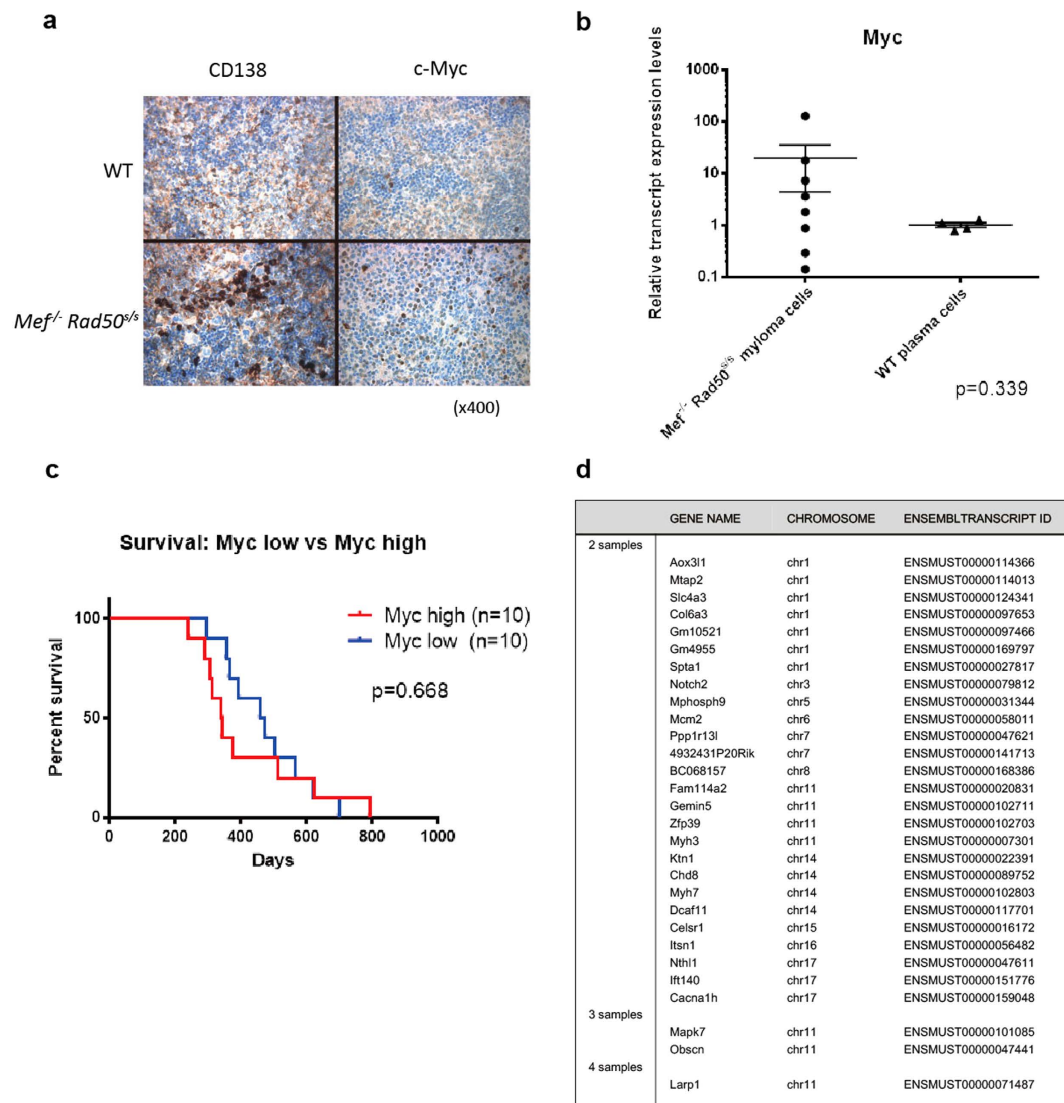 a
CD138 c-Myc
WT
Mef-/- Rad50s/s
(x400)
b
Myc
Relative transcript expression levels
1000
100
10
1
0.1
Mef-/- Rad50s/s myloma cells
WT plasma cells
p=0.339
c
Survival: Myc low vs Myc high
Myc high (n=10)
Myc low (n=10)
p=0.668
Percent survival
100
50
0
0 200 400 600 800 1000
Days
d
GENE NAME CHROMOSOME ENSEMBLTRANSCRIPT ID
2 samples
Aox3l1 chr1 ENSMUST00000114366
Mtap2 chr1 ENSMUST00000114013
Slc4a3 chr1 ENSMUST00000124341
Col6a3 chr1 ENSMUST00000097653
Gm10521 chr1 ENSMUST00000097466
Gm4955 chr1 ENSMUST00000169797
Spta1 chr1 ENSMUST00000027817
Notch2 chr3 ENSMUST00000079812
Mphosph9 chr5 ENSMUST00000031344
Mcm2 chr6 ENSMUST00000058011
Ppp1r13l chr7 ENSMUST00000047621
4932431P20Rik chr7 ENSMUST00000141713
BC068157 chr8 ENSMUST00000168386
Fam114a2 chr11 ENSMUST00000020831
Gemin5 chr11 ENSMUST00000102711
Zfp39 chr11 ENSMUST00000102703
Myh3 chr11 ENSMUST00000007301
Ktn1 chr14 ENSMUST00000022391
Chd8 chr14 ENSMUST00000089752
Myh7 chr14 ENSMUST00000102803
Dcaf11 chr14 ENSMUST00000117701
Celsr1 chr15 ENSMUST00000016172
Itsn1 chr16 ENSMUST00000056482
Nthl1 chr17 ENSMUST00000047611
Ift140 chr17 ENSMUST00000151776
Cacna1h chr17 ENSMUST00000159048
3 samples
Mapk7 chr11 ENSMUST00000101085
Obscn chr11 ENSMUST00000047441
4 samples
Larp1 chr11 ENSMUST00000071487